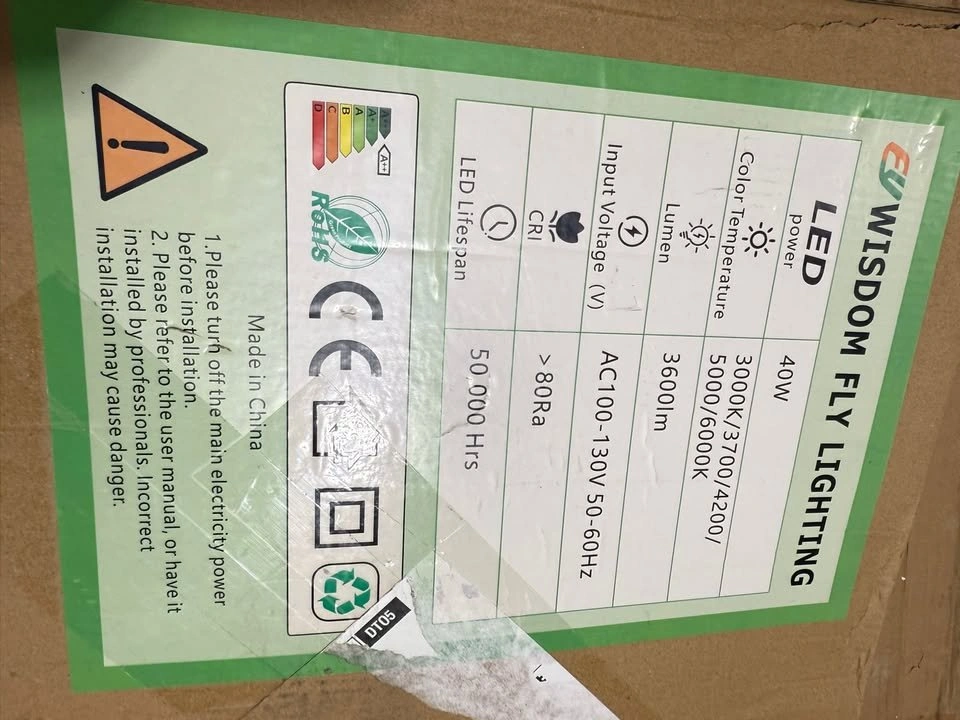 EVWISDOM FLY LIGHTING
LED
power
40W
Color Temperature
3000K/3700/4200/
5000/6000K
Lumen
3600lm
Input Voltage (V)
AC100-130V 50-60Hz
CRI
>80Ra
LED Lifespan
50,000 Hrs
A++
A+
A
B
C
D
A++
RoHS
CE
Made in China
1.Please turn off the main electricity power
before installation.
2. Please refer to the user manual, or have it
installed by professionals. Incorrect
installation may cause danger.
DT05